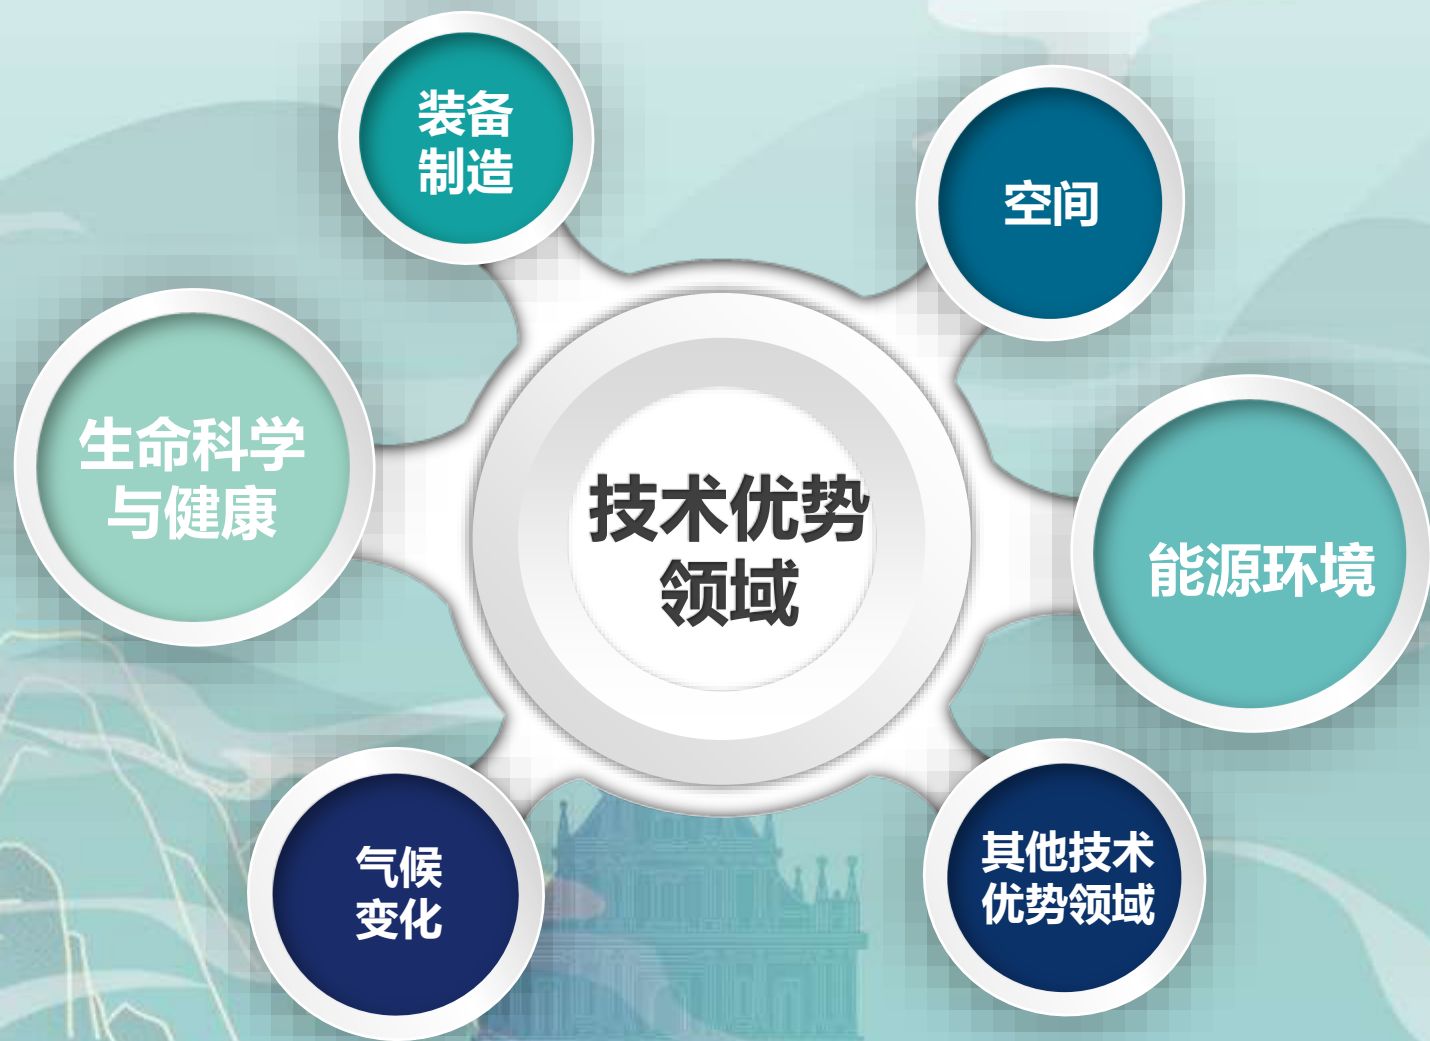 装备
制造
空间
生命科学
与健康
技术优势
领域
能源环境
气候
变化
其他技术
优势领域